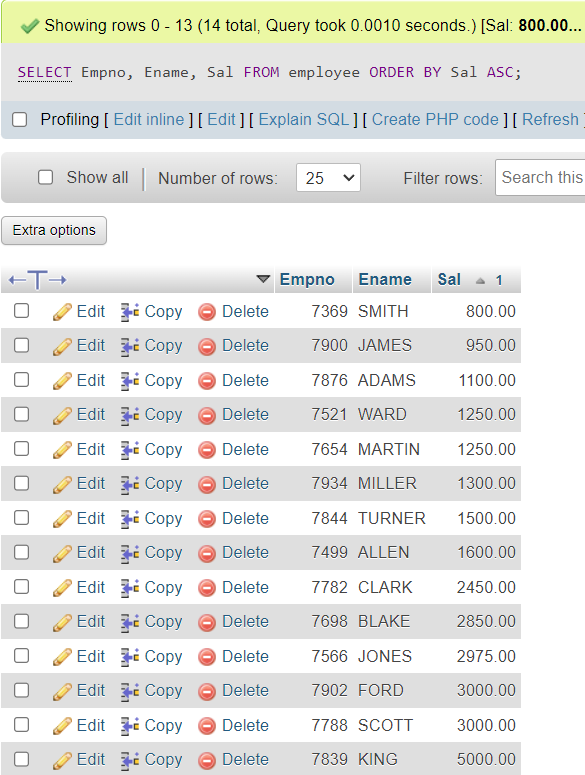 Showing rows 0 - 13 (14 total, Query took 0.0010 seconds.) [Sal: 800.00...
SELECT Empno, Ename, Sal FROM employee ORDER BY Sal ASC;
Profiling [ Edit inline ] [ Edit ] [ Explain SQL ] [ Create PHP code ] [ Refresh ]
Show all Number of rows: 25 Filter rows: Search this
Extra options
Empno Ename Sal 1
Edit Copy Delete 7369 SMITH 800.00
Edit Copy Delete 7900 JAMES 950.00
Edit Copy Delete 7876 ADAMS 1100.00
Edit Copy Delete 7521 WARD 1250.00
Edit Copy Delete 7654 MARTIN 1250.00
Edit Copy Delete 7934 MILLER 1300.00
Edit Copy Delete 7844 TURNER 1500.00
Edit Copy Delete 7499 ALLEN 1600.00
Edit Copy Delete 7782 CLARK 2450.00
Edit Copy Delete 7698 BLAKE 2850.00
Edit Copy Delete 7566 JONES 2975.00
Edit Copy Delete 7902 FORD 3000.00
Edit Copy Delete 7788 SCOTT 3000.00
Edit Copy Delete 7839 KING 5000.00